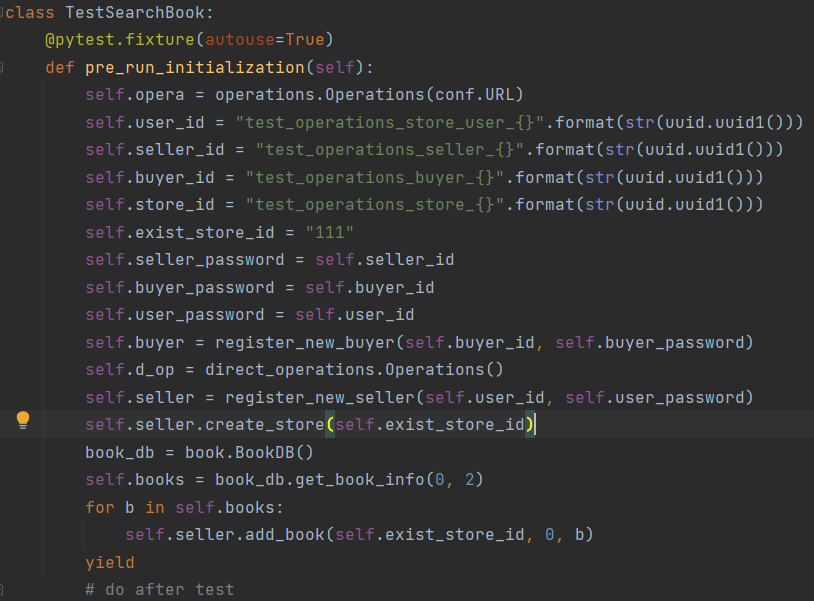 class TestSearchBook:
    @pytest.fixture(autouse=True)
    def pre_run_initialization(self):
        self.opera = operations.Operations(conf.URL)
        self.user_id = "test_operations_store_user_{}".format(str(uuid.uuid1()))
        self.seller_id = "test_operations_seller_{}".format(str(uuid.uuid1()))
        self.buyer_id = "test_operations_buyer_{}".format(str(uuid.uuid1()))
        self.store_id = "test_operations_store_{}".format(str(uuid.uuid1()))
        self.exist_store_id = "111"
        self.seller_password = self.seller_id
        self.buyer_password = self.buyer_id
        self.user_password = self.user_id
        self.buyer = register_new_buyer(self.buyer_id, self.buyer_password)
        self.d_op = direct_operations.Operations()
        self.seller = register_new_seller(self.user_id, self.user_password)
        self.seller.create_store(self.exist_store_id)
        book_db = book.BookDB()
        self.books = book_db.get_book_info(0, 2)
        for b in self.books:
            self.seller.add_book(self.exist_store_id, 0, b)
        yield
        # do after test